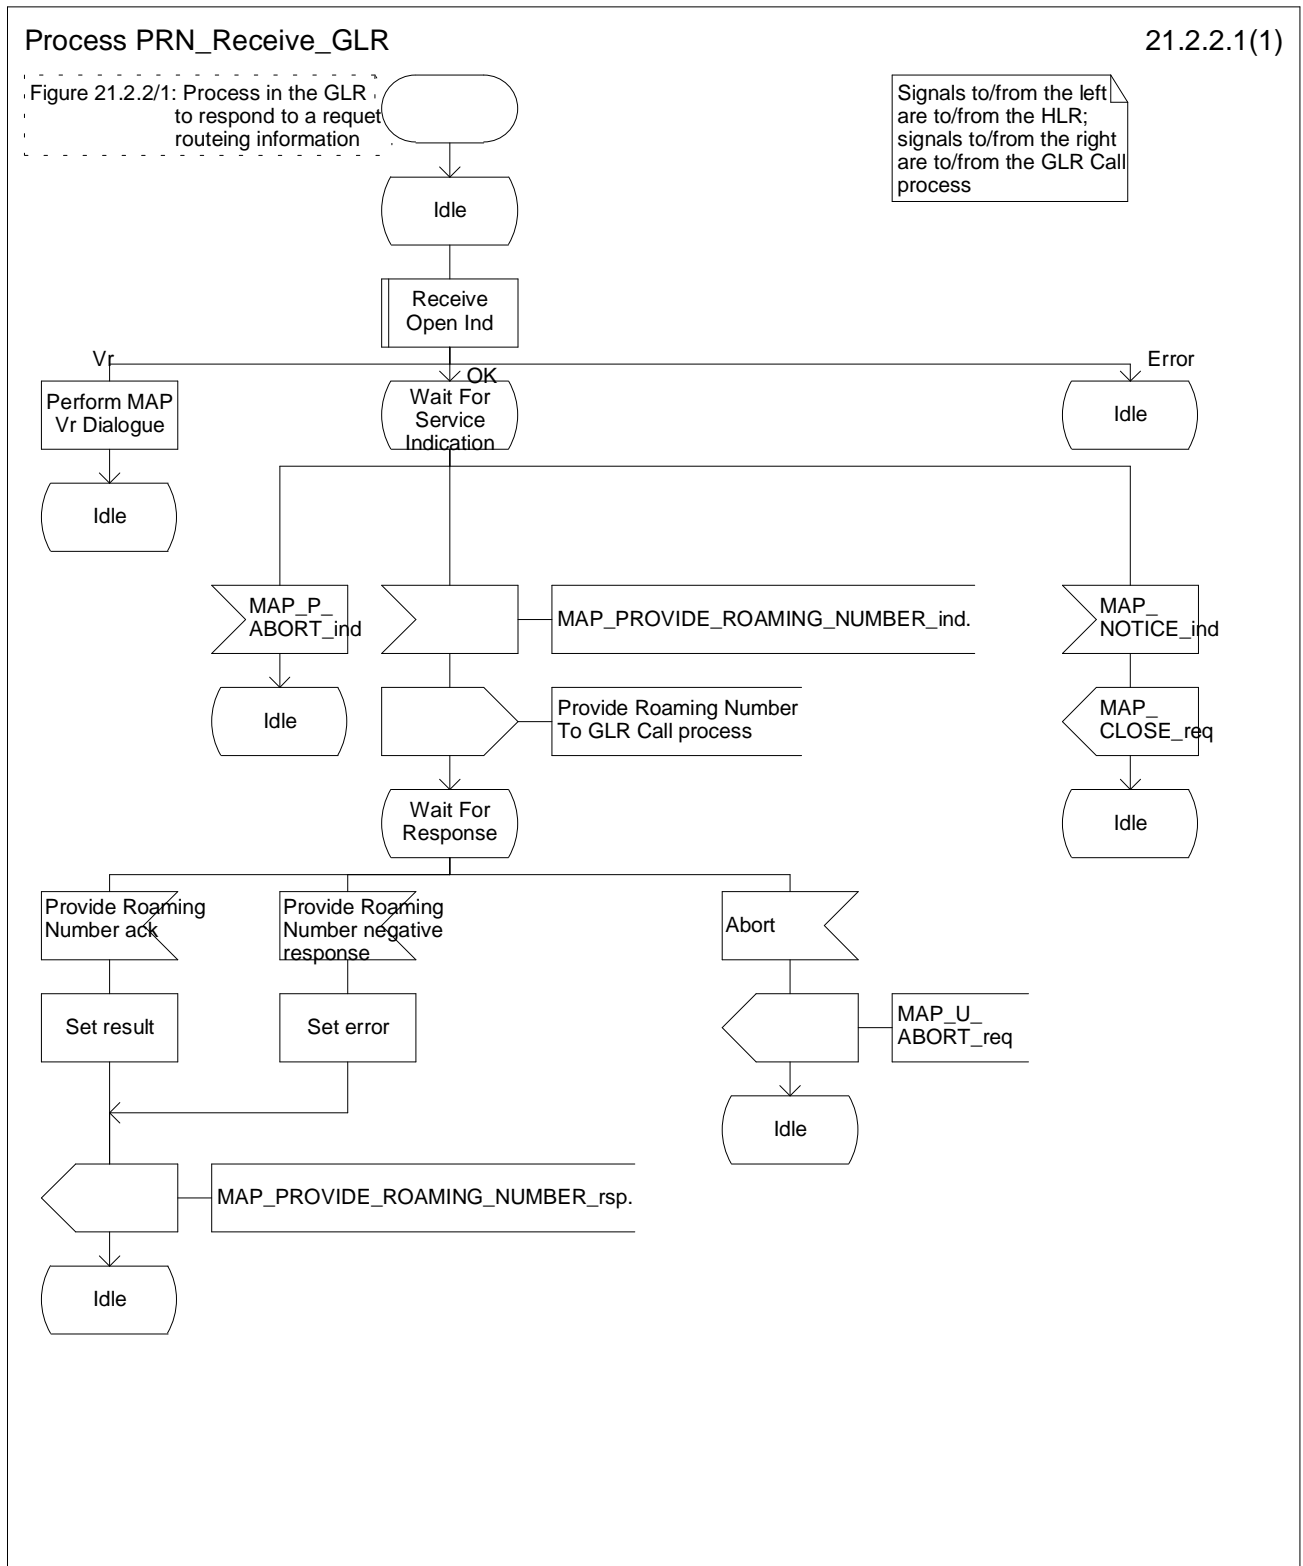 Process PRN_Receive_GLR
21.2.2.1(1)
Figure 21.2.2/1: Process in the GLR
to respond to a requet
routeing information
Signals to/from the left
are to/from the HLR;
signals to/from the right
are to/from the GLR Call
process
Idle
Receive
Open Ind
Vr
OK
Error
Perform MAP
Vr Dialogue
Wait For
Service
Indication
Idle
Idle
MAP_P_
ABORT_ind
MAP_PROVIDE_ROAMING_NUMBER_ind.
MAP_
NOTICE_ind
Idle
Provide Roaming Number
To GLR Call process
MAP_
CLOSE_req
Wait For
Response
Idle
Provide Roaming
Number ack
Provide Roaming
Number negative
response
Abort
Set result
Set error
MAP_U_
ABORT_req
Idle
MAP_PROVIDE_ROAMING_NUMBER_rsp.
Idle